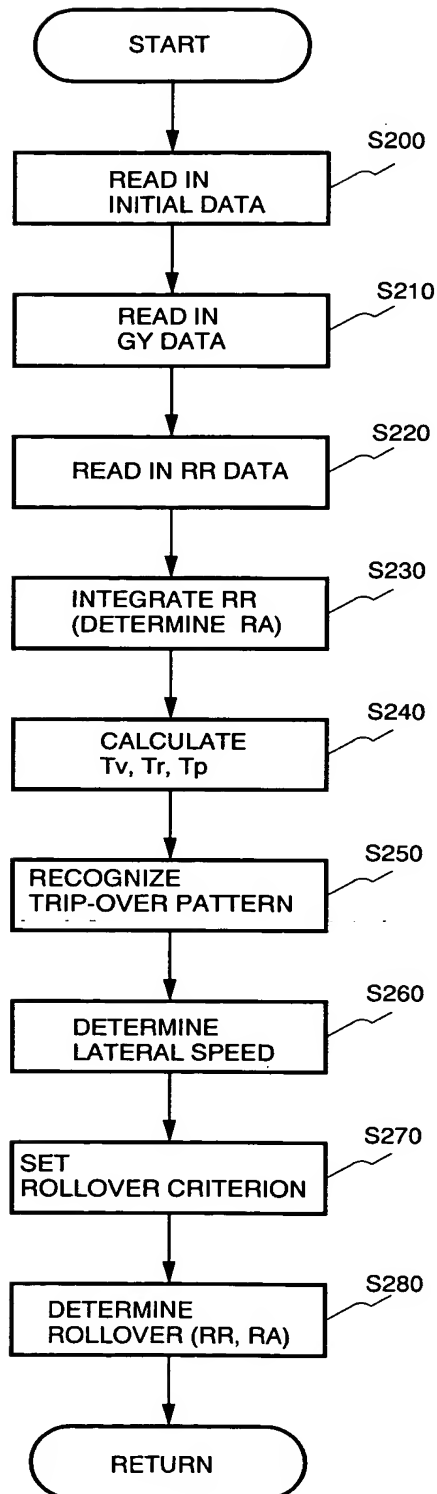 START
S200
READ IN
INITIAL DATA
S210
READ IN
GY DATA
S220
READ IN RR DATA
S230
INTEGRATE RR
(DETERMINE RA)
S240
CALCULATE
Tv, Tr, Tp
S250
RECOGNIZE
TRIP-OVER PATTERN
S260
DETERMINE
LATERAL SPEED
S270
SET
ROLLOVER CRITERION
S280
DETERMINE
ROLLOVER (RR, RA)
RETURN